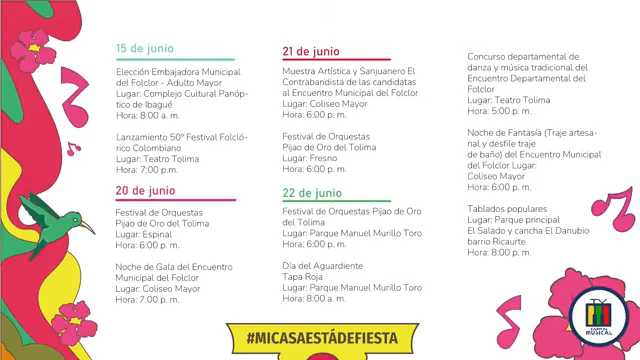 15 de junio
Elección Embajadora Municipal
del Folclor - Adulto Mayor
Lugar: Complejo Cultural Panóp-
tico de Ibagué
Hora: 8:00 a. m.
Lanzamiento 50° Festival Folcló-
rico Colombiano
Lugar: Teatro Tolima
Hora: 7:00 p.m.
20 de junio
Festival de Orquestas
Pijao de Oro del Tolima
Lugar: Espinal
Hora: 6:00 p. m.
Noche de Gala del Encuentro
Municipal del Folclor
Lugar: Coliseo Mayor
Hora: 7:00 p. m.
21 de junio
Muestra Artística y Sanjuanero El
Contrabandista de las candidatas
al Encuentro Municipal del Folclor
Lugar: Coliseo Mayor
Hora: 6:00 p. m.
Festival de Orquestas
Pijao de Oro del Tolima
Lugar: Fresno
Hora: 6:00 p. m.
22 de junio
Festival de Orquestas Pijao de Oro
del Tolima
Lugar: Parque Manuel Murillo Toro
Hora: 6:00 p. m.
Día del Aguardiente
Tapa Roja
Lugar: Parque Manuel Murillo Toro
Hora: 8:00 a. m.
Concurso departamental de
danza y música tradicional del
Encuentro Departamental del
Folclor
Lugar: Teatro Tolima
Hora: 5:00 p. m.
Noche de Fantasía (Traje artesa-
nal y desfile traje
de baño) del Encuentro Municipal
del Folclor Lugar:
Coliseo Mayor
Hora: 6:00 p. m.
Tablados populares
Lugar: Parque principal
El Salado y cancha El Danubio
barrio Ricaurte
Hora: 8:00 p. m.
#MICASAESTÁDEFIESTA
TV
MUSICAL